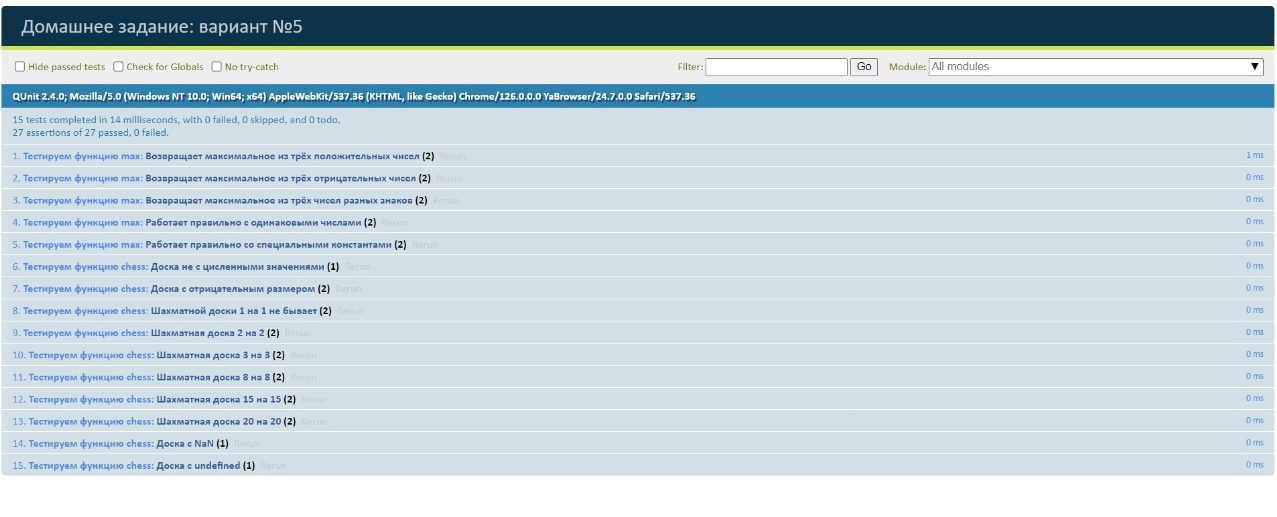 Домашнее задание: вариант №5
Hide passed tests Check for Globals No try-catch Filter: Go Module: All modules ▼
QUnit 2.4.0; Mozilla/5.0 (Windows NT 10.0; Win64; x64) AppleWebKit/537.36 (KHTML, like Gecko) Chrome/126.0.0.0 YaBrowser/24.7.0.0 Safari/537.36
15 tests completed in 14 milliseconds, with 0 failed, 0 skipped, and 0 todo.
27 assertions of 27 passed, 0 failed.
1. Тестируем функцию max: Возвращает максимальное из трёх положительных чисел (2) Rerun 1 ms
2. Тестируем функцию max: Возвращает максимальное из трёх отрицательных чисел (2) Rerun 0 ms
3. Тестируем функцию max: Возвращает максимальное из трёх чисел разных знаков (2) Rerun 0 ms
4. Тестируем функцию max: Работает правильно с одинаковыми числами (2) Rerun 0 ms
5. Тестируем функцию max: Работает правильно со специальными константами (2) Rerun 0 ms
6. Тестируем функцию chess: Доска не с цисленными значениями (1) Rerun 0 ms
7. Тестируем функцию chess: Доска с отрицательным размером (2) Rerun 0 ms
8. Тестируем функцию chess: Шахматной доски 1 на 1 не бывает (2) Rerun 0 ms
9. Тестируем функцию chess: Шахматная доска 2 на 2 (2) Rerun 0 ms
10. Тестируем функцию chess: Шахматная доска 3 на 3 (2) Rerun 0 ms
11. Тестируем функцию chess: Шахматная доска 8 на 8 (2) Rerun 0 ms
12. Тестируем функцию chess: Шахматная доска 15 на 15 (2) Rerun 0 ms
13. Тестируем функцию chess: Шахматная доска 20 на 20 (2) Rerun 0 ms
14. Тестируем функцию chess: Доска с NaN (1) Rerun 0 ms
15. Тестируем функцию chess: Доска с undefined (1) Rerun 0 ms